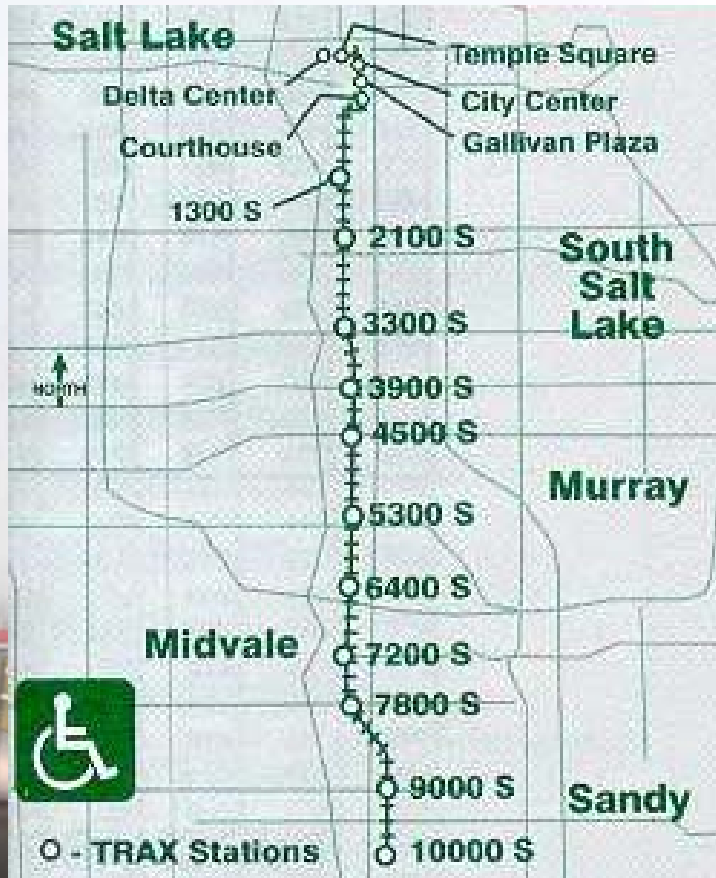 Salt Lake
Temple Square
Delta Center
City Center
Courthouse
Gallivan Plaza
1300 S
2100 S
South
Salt
Lake
3300 S
NORTH
3900 S
4500 S
Murray
5300 S
6400 S
Midvale
7200 S
7800 S
9000 S
Sandy
O - TRAX Stations
10000 S